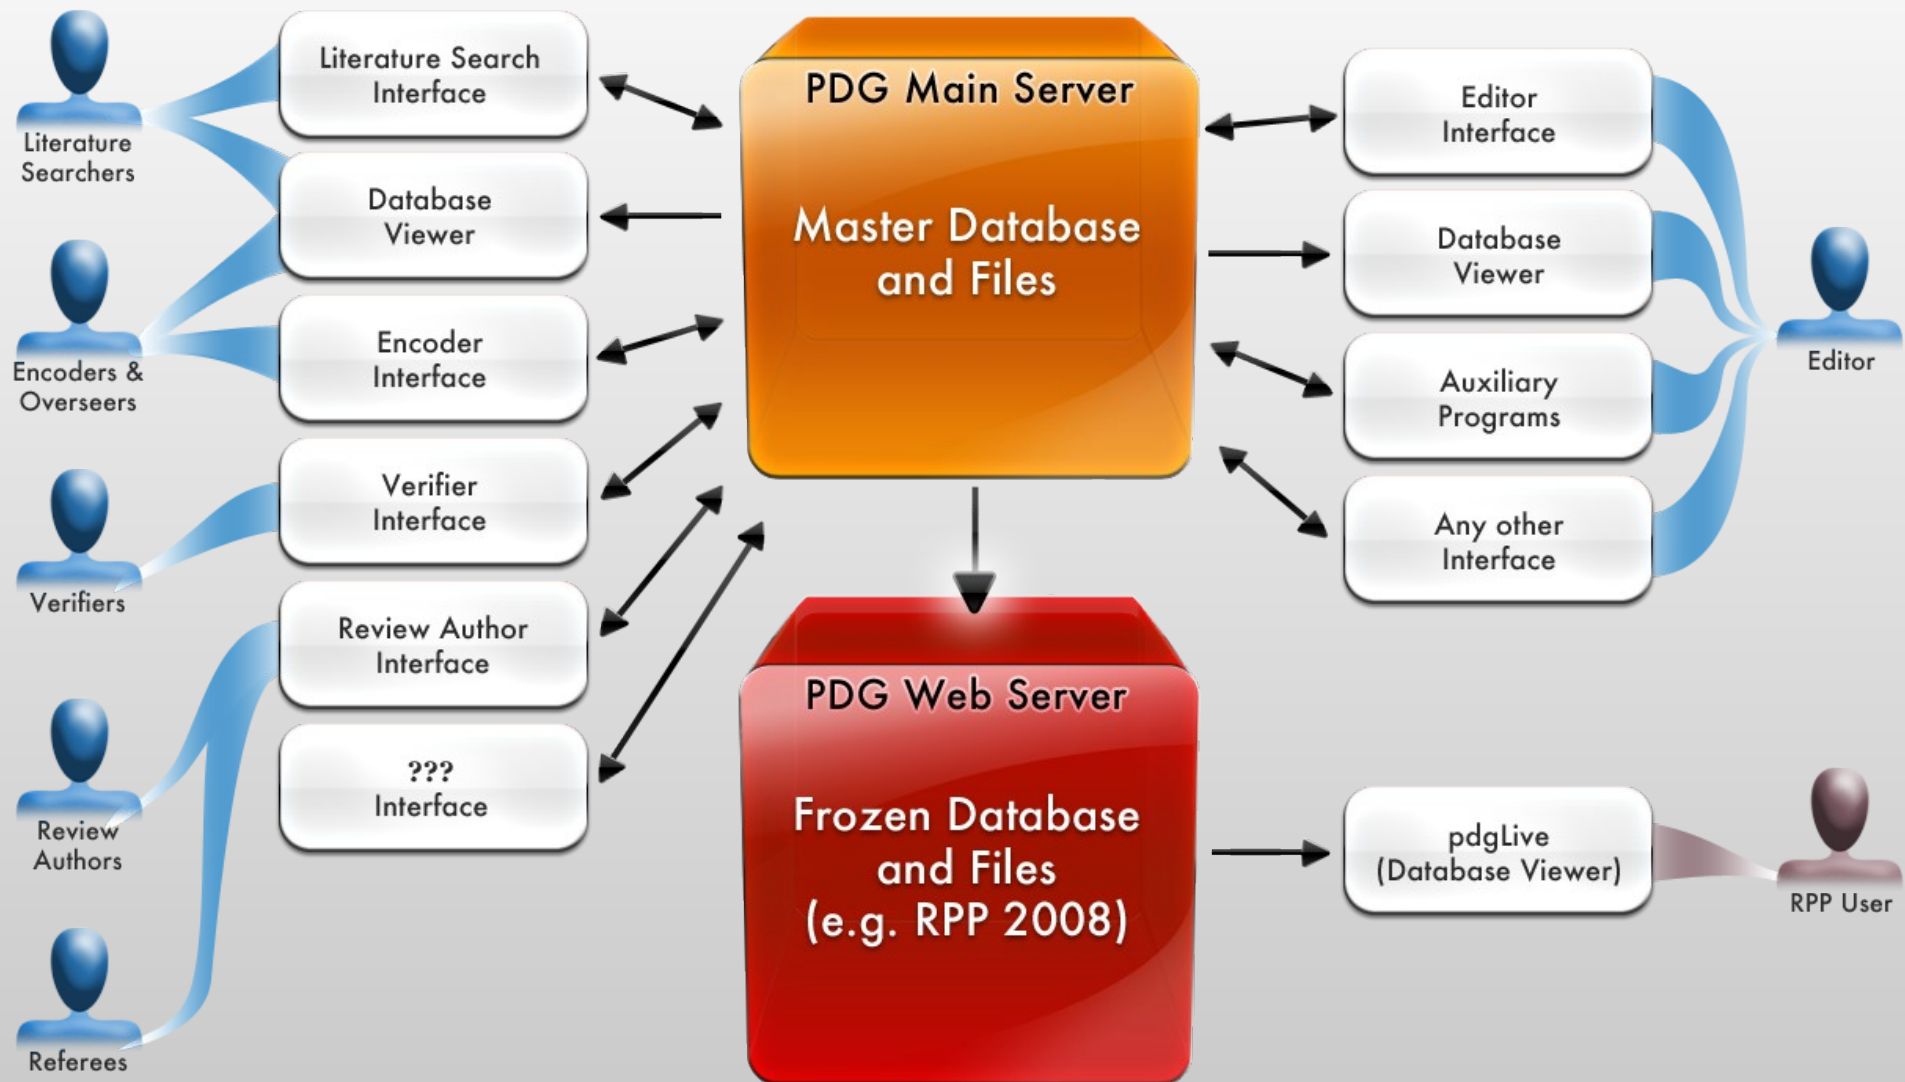 Literature
Searchers
Encoders &
Overseers
Verifiers
Review
Authors
Referees
Literature Search
Interface
Database
Viewer
Encoder
Interface
Verifier
Interface
Review Author
Interface
???
Interface
PDG Main Server
Master Database
and Files
PDG Web Server
Frozen Database
and Files
(e.g. RPP 2008)
Editor
Interface
Database
Viewer
Auxiliary
Programs
Any other
Interface
pdgLive
(Database Viewer)
Editor
RPP User